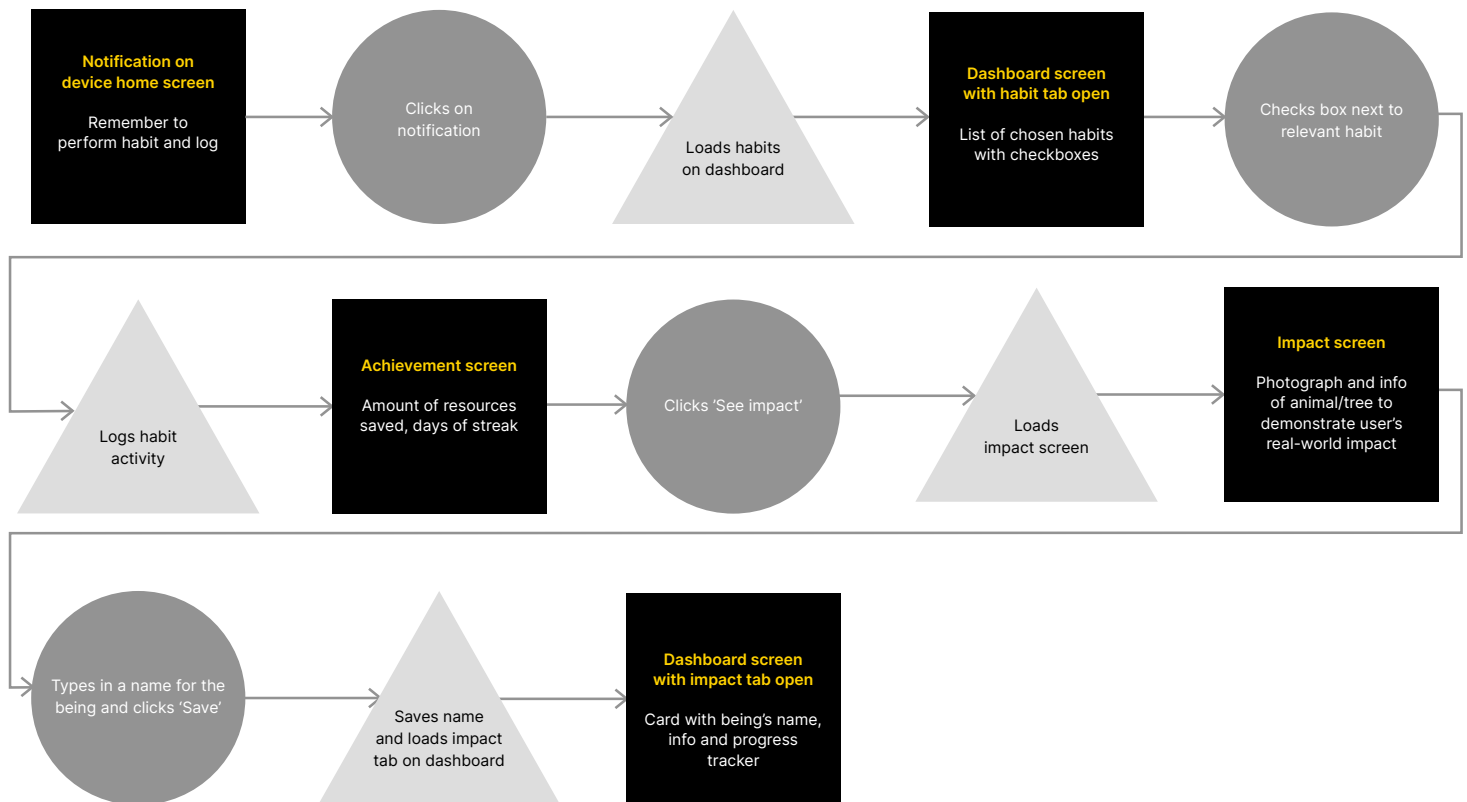 Notification on
device home screen
Remember to
perform habit and log
Clicks on
notification
Loads habits
on dashboard
Dashboard screen
with habit tab open
List of chosen habits
with checkboxes
Checks box next to
relevant habit
Logs habit
activity
Achievement screen
Amount of resources
saved, days of streak
Clicks ‘See impact’
Loads
impact screen
Impact screen
Photograph and info
of animal/tree to
demonstrate user’s
real-world impact
Types in a name for the
being and clicks ‘Save’
Saves name
and loads impact
tab on dashboard
Dashboard screen
with impact tab open
Card with being’s name,
info and progress
tracker